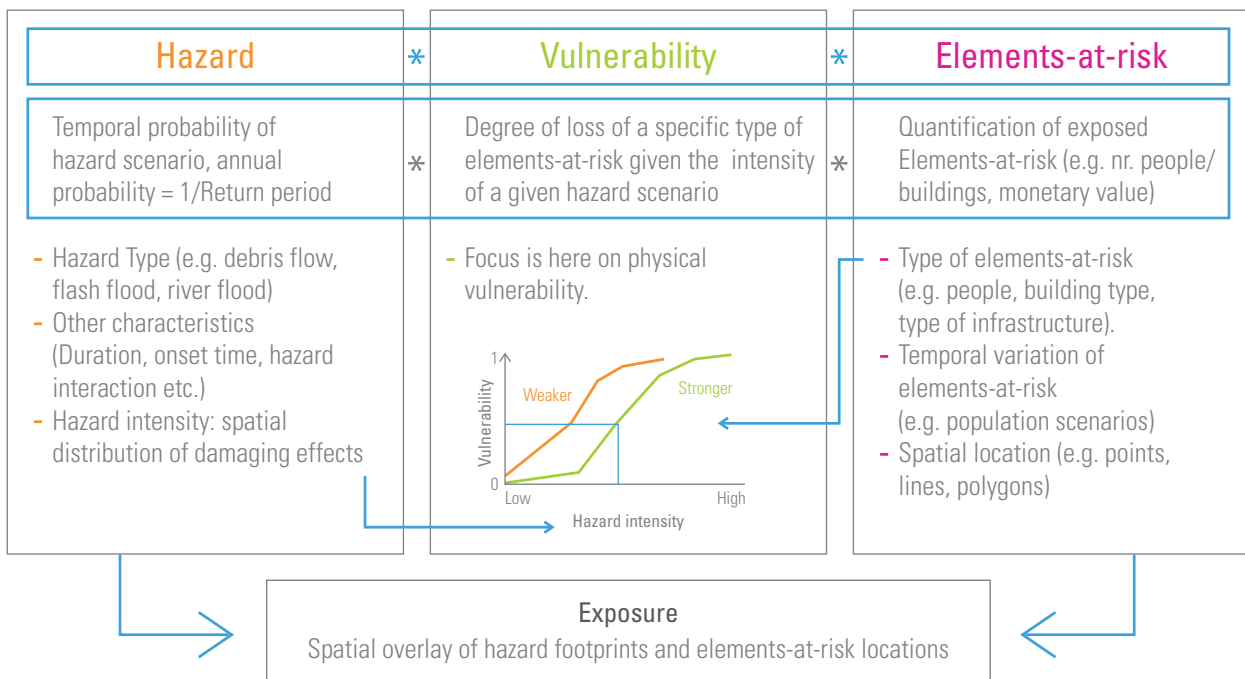 Hazard * Vulnerability * Elements-at-risk
Temporal probability of
hazard scenario, annual
probability = 1/Return period
*
Degree of loss of a specific type of
elements-at-risk given the intensity
of a given hazard scenario
*
Quantification of exposed
Elements-at-risk (e.g. nr. people/
buildings, monetary value)
- Hazard Type (e.g. debris flow,
flash flood, river flood)
- Other characteristics
(Duration, onset time, hazard
interaction etc.)
- Hazard intensity: spatial
distribution of damaging effects
- Focus is here on physical
vulnerability.
1
Weaker
Stronger
Vulnerability
0
Low
High
Hazard intensity
- Type of elements-at-risk
(e.g. people, building type,
type of infrastructure).
- Temporal variation of
elements-at-risk
(e.g. population scenarios)
- Spatial location (e.g. points,
lines, polygons)
Exposure
Spatial overlay of hazard footprints and elements-at-risk locations